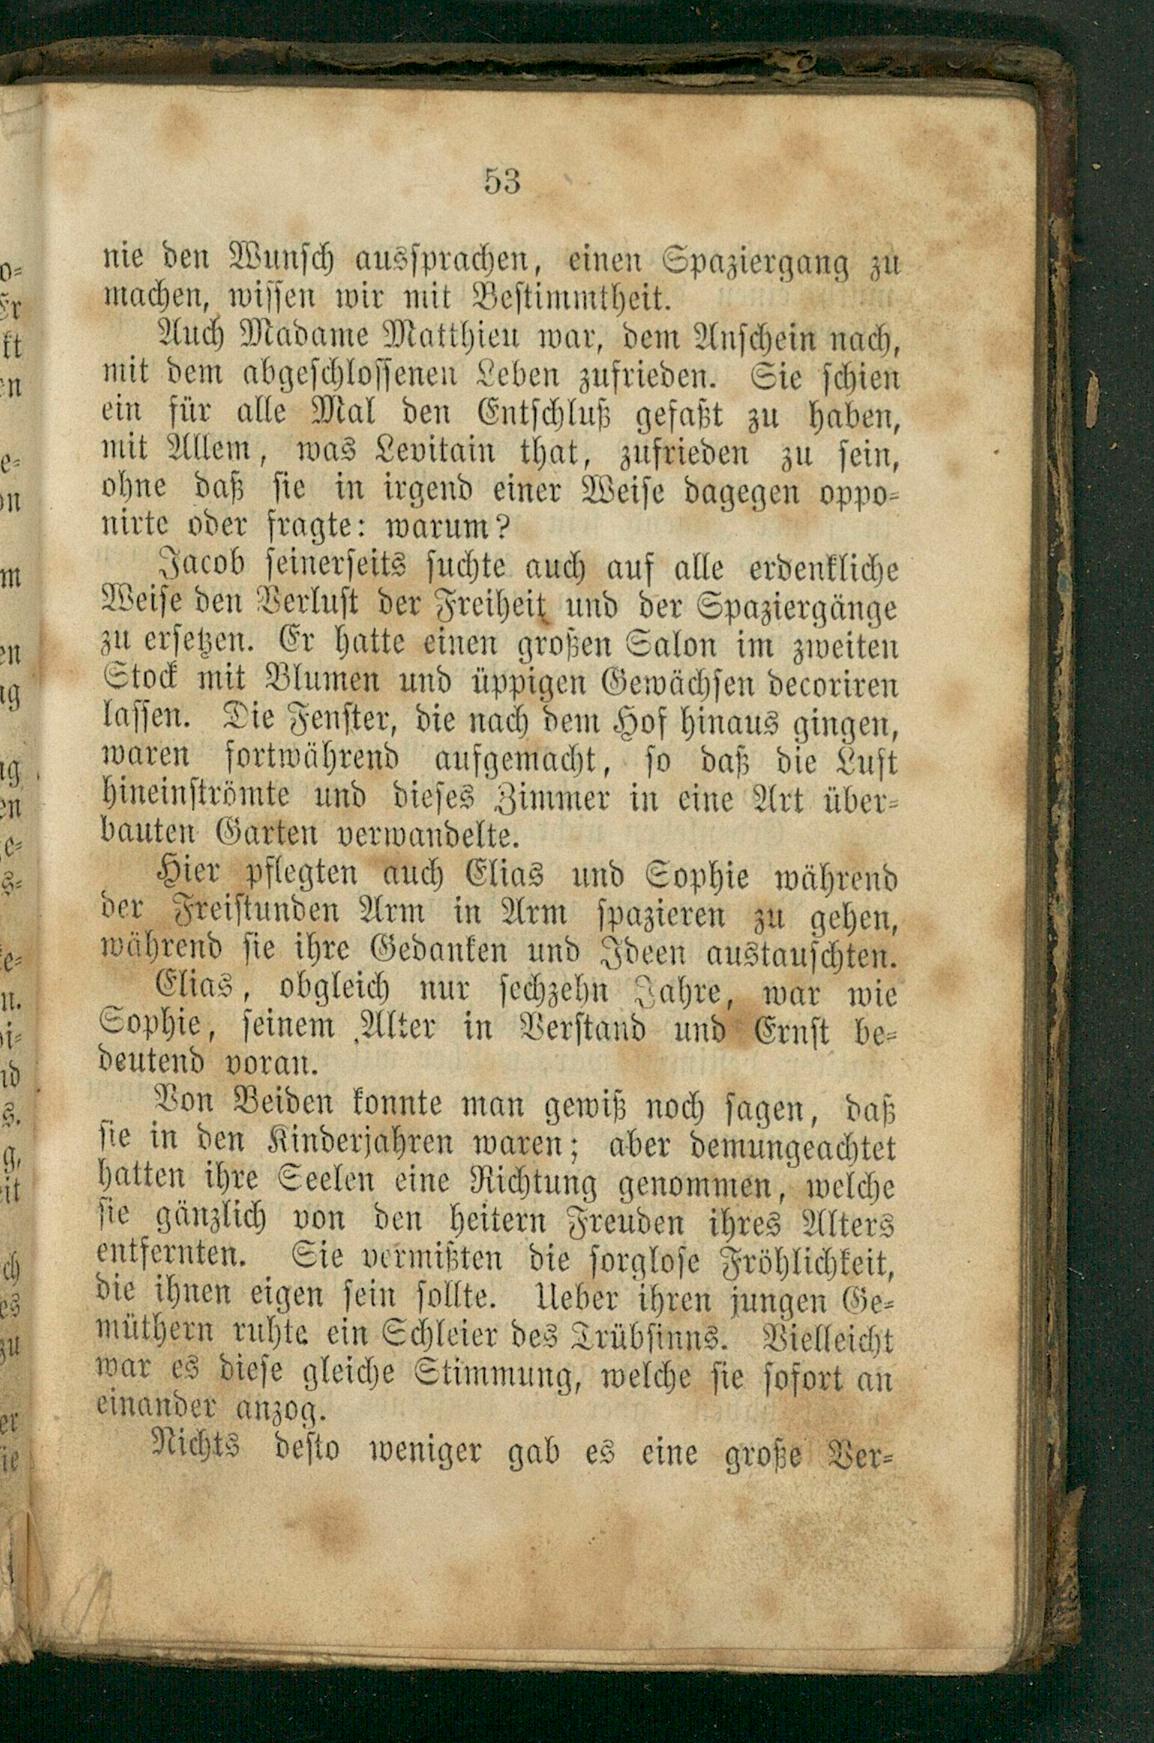 53
nie den Wunsch aussprachen, einen Spaziergang zu
machen, wissen wir mit Bestimmtheit.
Auch Madame Matthieu war, dem Anschein nach,
mit dem abgeschlossenen Leben zufrieden. Sie schien
ein für alle Mal den Entschluß gefaßt zu haben,
mit Allem, was Levitain that, zufrieden zu sein,
ohne daß sie in irgend einer Weise dagegen oppo-
nirte oder fragte: warum?
Jacob seinerseits suchte auch auf alle erdenkliche
Weise den Verlust der Freiheit und der Spaziergänge
zu ersetzen. Er hatte einen großen Salon im zweiten
Stock mit Blumen und üppigen Gewächsen decoriren
lassen. Die Fenster, die nach dem Hof hinaus gingen,
waren fortwährend aufgemacht, so daß die Luft
hineinströmte und dieses Zimmer in eine Art über-
bauten Garten verwandelte.
Hier pflegten auch Elias und Sophie während
der Freistunden Arm in Arm spazieren zu gehen,
während sie ihre Gedanken und Ideen austauschten.
Elias, obgleich nur sechzehn Jahre, war wie
Sophie, seinem Alter in Verstand und Ernst be-
deutend voran.
Von Beiden konnte man gewiß noch sagen, daß
sie in den Kinderjahren waren; aber demungeachtet
hatten ihre Seelen eine Richtung genommen, welche
sie gänzlich von den heitern Freuden ihres Alters
entfernten. Sie vermißten die sorglose Fröhlichkeit,
die ihnen eigen sein sollte. Ueber ihren jungen Ge-
müthern ruhte ein Schleier des Trübsinns. Vielleicht
war es diese gleiche Stimmung, welche sie sofort an
einander anzog.
Nichts desto weniger gab es eine große Ver-